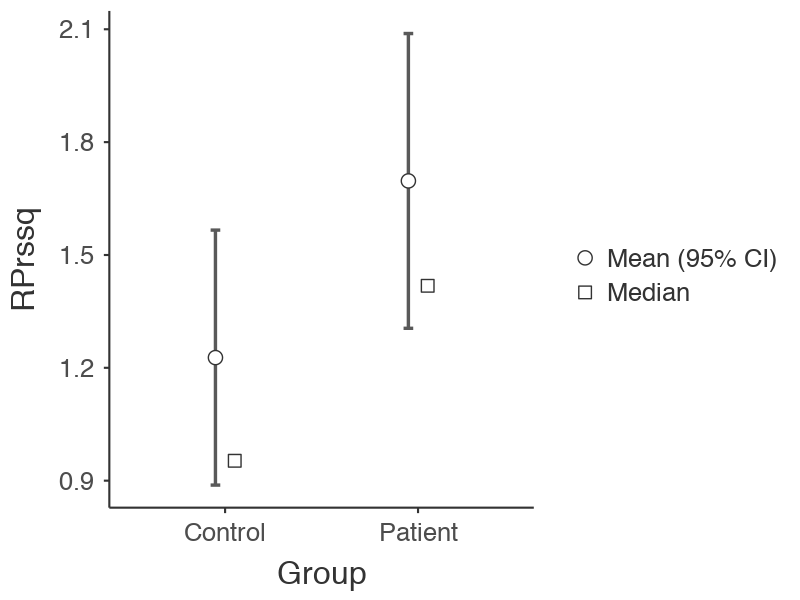 2.1
1.8
1.5
1.2
0.9
RPrssq
Control
Patient
Group
Mean (95% CI)
Median